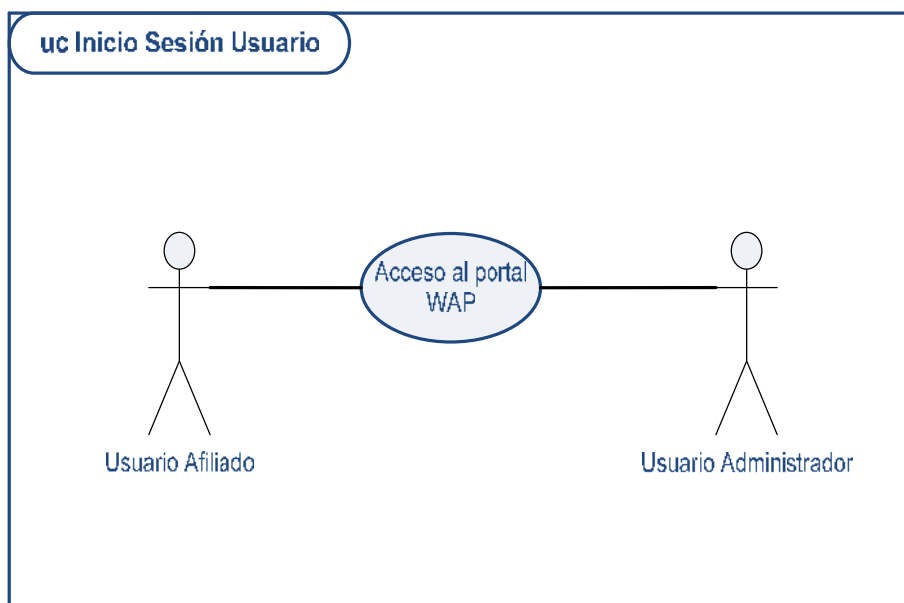 uc Inicio Sesión Usuario
Acceso al portal
WAP
Usuario Afiliado
Usuario Administrador